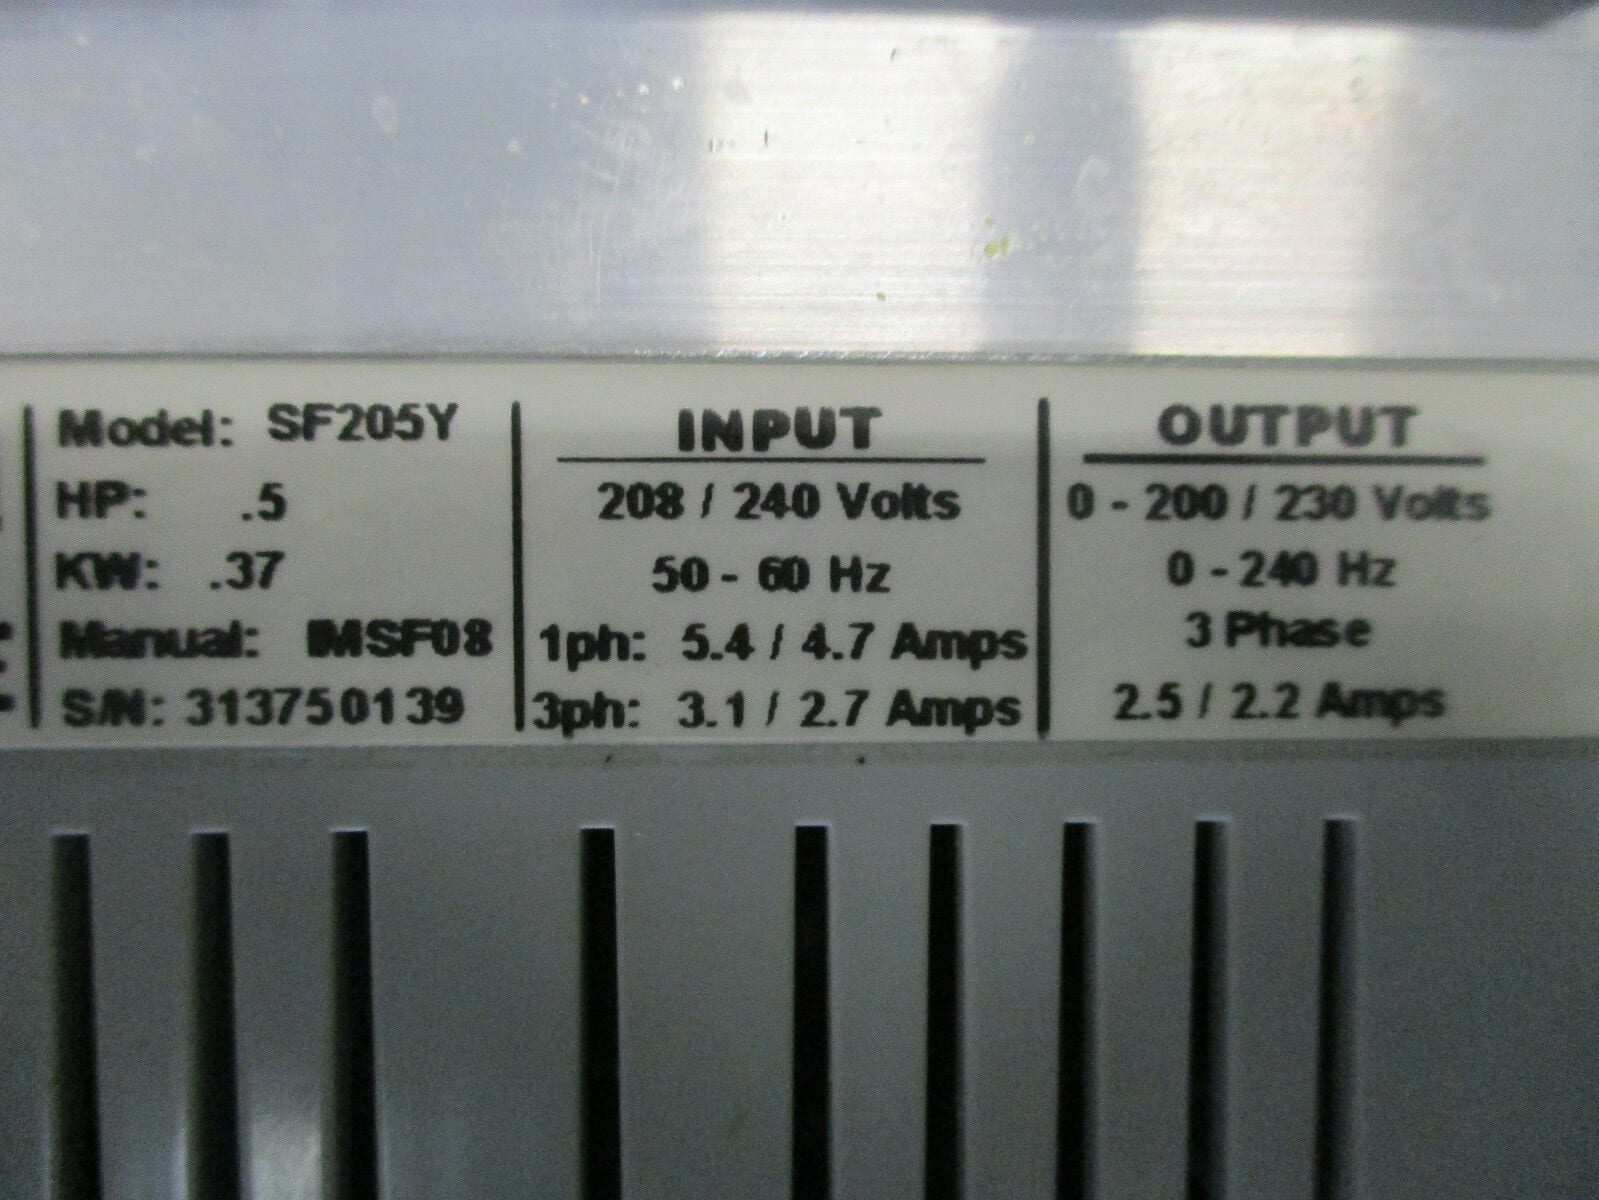 Model: SF205Y
HP: .5
KW: .37
Manual: IMSF08
S/N: 313750139
INPUT
208 / 240 Volts
50 - 60 Hz
1ph: 5.4 / 4.7 Amps
3ph: 3.1 / 2.7 Amps
OUTPUT
0 - 200 / 230 Volts
0 - 240 Hz
3 Phase
2.5 / 2.2 Amps